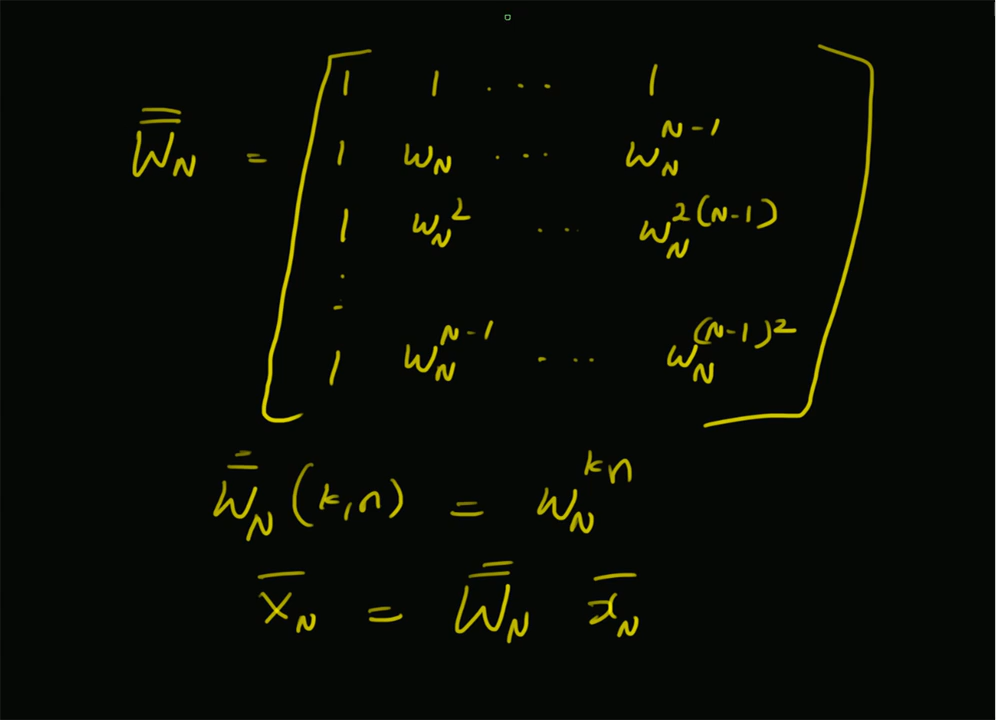 W̿_N = [ 1 1 ... 1
1 w_N ... w_N^{N-1}
1 w_N^2 ... w_N^{2(N-1)}
:
1 w_N^{N-1} ... w_N^{(N-1)^2} ]
W̿_N (k,n) = w_N^{kn}
X̄_N = W̿_N x̄_N